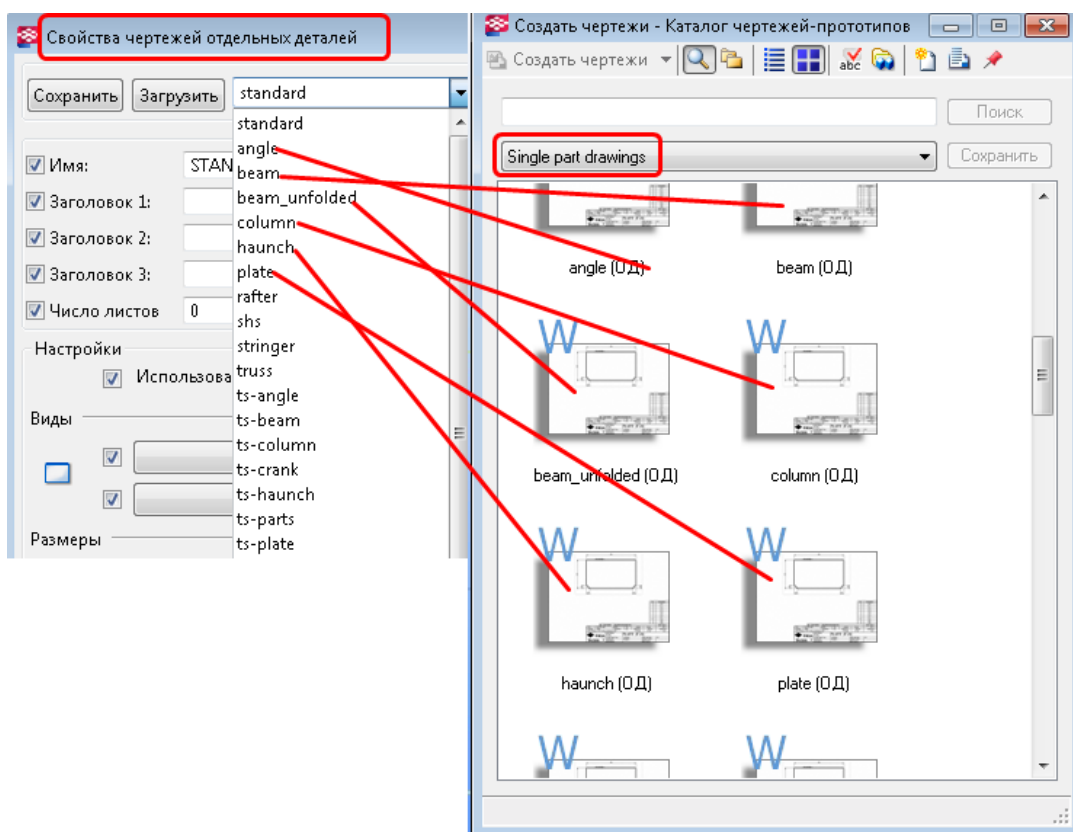 Свойства чертежей отдельных деталей
Сохранить Загрузить standard
standard
angle
beam
beam_unfolded
column
haunch
plate
rafter
shs
stringer
truss
ts-angle
ts-beam
ts-column
ts-crank
ts-haunch
ts-parts
ts-plate
Имя: STAN
Заголовок 1:
Заголовок 2:
Заголовок 3:
Число листов 0
Настройки
Использова
Виды
Размеры
Создать чертежи - Каталог чертежей-прототипов
Создать чертежи abc
Поиск
Single part drawings Сохранить
angle (ОД) beam (ОД)
W W
beam_unfolded (ОД) column (ОД)
W W
haunch (ОД) plate (ОД)
W W